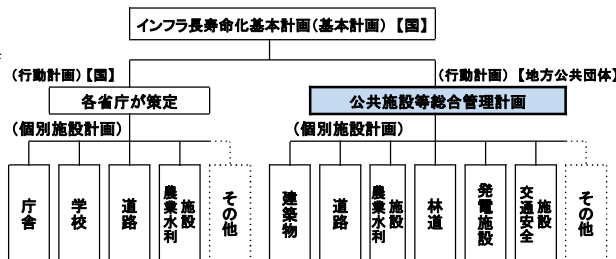 インフラ長寿命化基本計画(基本計画)【国】
(行動計画)【国】
(行動計画)【地方公共団体
各省庁が策定
公共施設等総合管理計画
(個別施設計画)
(個別施設計画)
庁舎
学校
道路
農業水利施設
その他
建築物
道路
農業水利施設
林道
発電施設
交通安全施設
その他